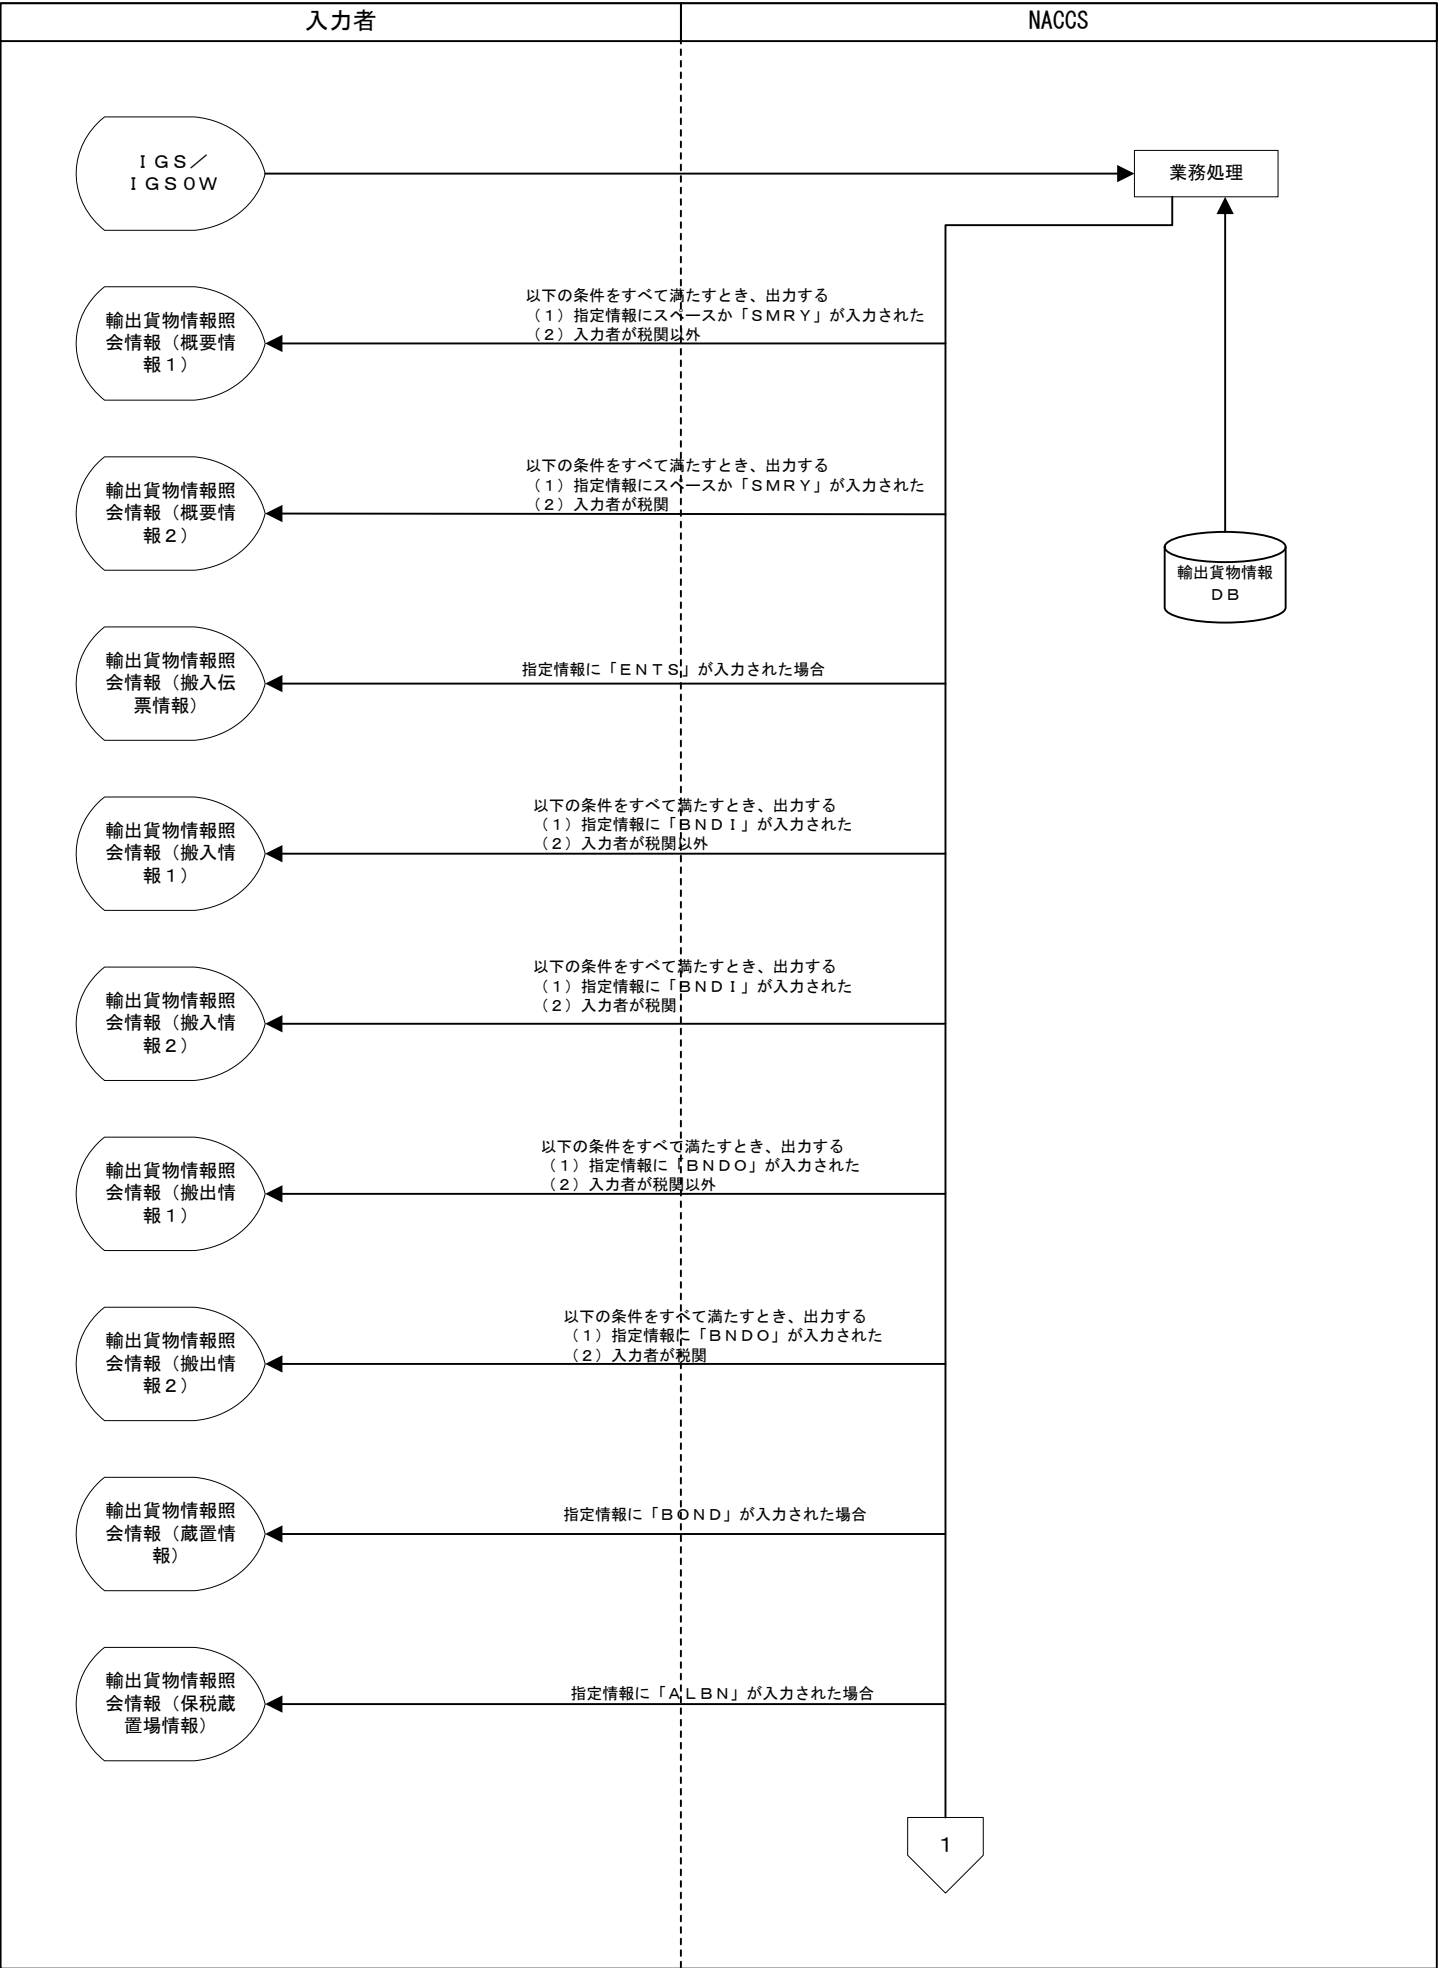 入力者
NACCS
ＩＧＳ／
ＩＧＳ０Ｗ
業務処理
以下の条件をすべて満たすとき、出力する
（１）指定情報にスペースか「ＳＭＲＹ」が入力された
（２）入力者が税関以外
輸出貨物情報照
会情報（概要情
報１）
以下の条件をすべて満たすとき、出力する
（１）指定情報にスペースか「ＳＭＲＹ」が入力された
（２）入力者が税関
輸出貨物情報照
会情報（概要情
報２）
輸出貨物情報
ＤＢ
指定情報に「ＥＮＴＳ」が入力された場合
輸出貨物情報照
会情報（搬入伝
票情報）
以下の条件をすべて満たすとき、出力する
（１）指定情報に「ＢＮＤＩ」が入力された
（２）入力者が税関以外
輸出貨物情報照
会情報（搬入情
報１）
以下の条件をすべて満たすとき、出力する
（１）指定情報に「ＢＮＤＩ」が入力された
（２）入力者が税関
輸出貨物情報照
会情報（搬入情
報２）
以下の条件をすべて満たすとき、出力する
（１）指定情報に「ＢＮＤＯ」が入力された
（２）入力者が税関以外
輸出貨物情報照
会情報（搬出情
報１）
以下の条件をすべて満たすとき、出力する
（１）指定情報に「ＢＮＤＯ」が入力された
（２）入力者が税関
輸出貨物情報照
会情報（搬出情
報２）
指定情報に「ＢＯＮＤ」が入力された場合
輸出貨物情報照
会情報（蔵置情
報）
指定情報に「ＡＬＢＮ」が入力された場合
輸出貨物情報照
会情報（保税蔵
置場情報）
１